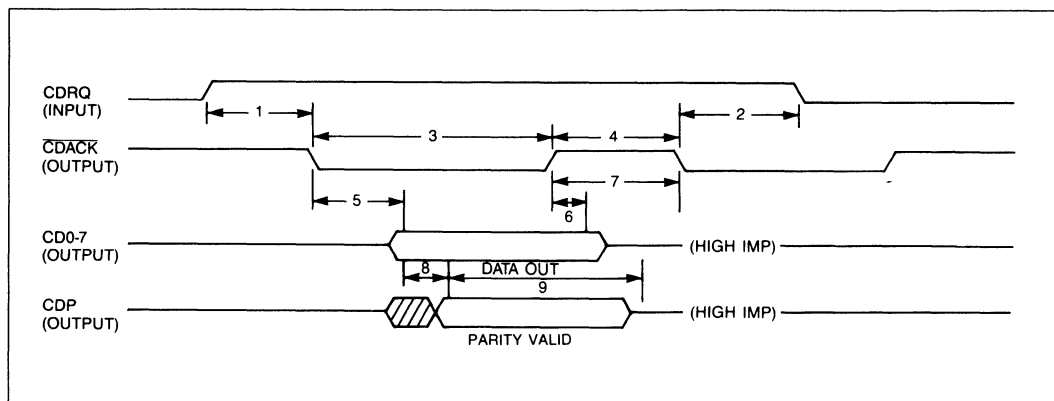 CDRQ
(INPUT)
1
2
3
4
CDACK
(OUTPUT)
7
5
6
CD0-7
(OUTPUT)
(HIGH IMP)
8
DATA OUT
9
CDP
(OUTPUT)
(HIGH IMP)
PARITY VALID